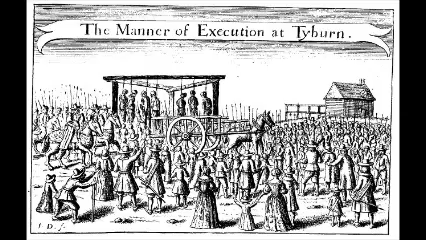 The Manner of Execution at Tyburn.